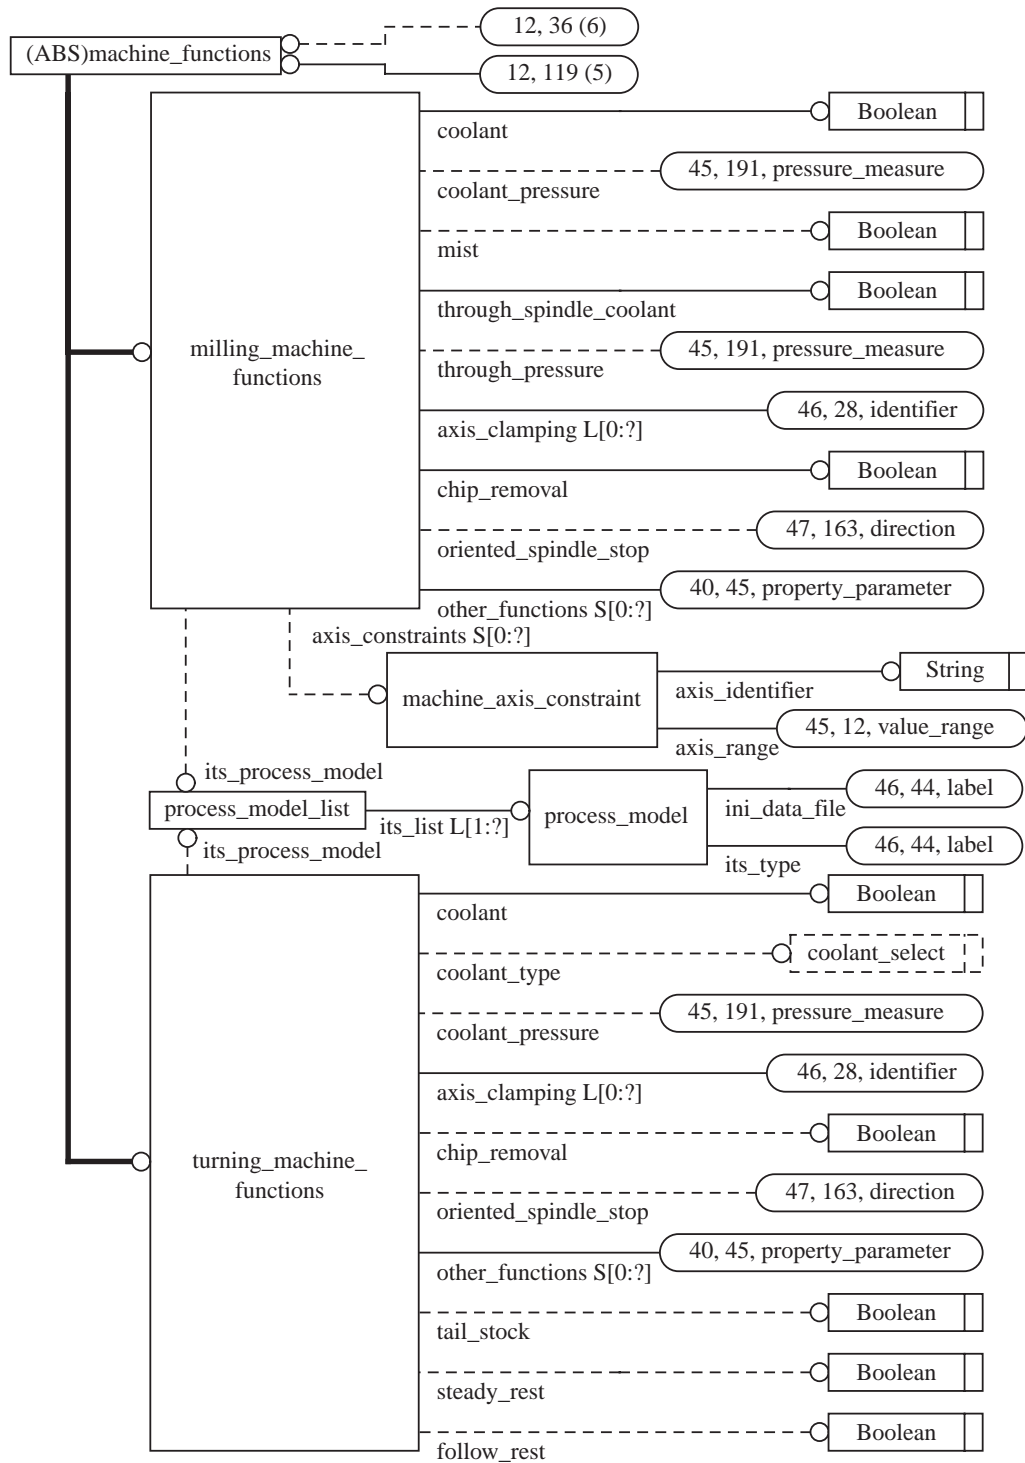 12, 36 (6)
(ABS)machine_functions
12, 119 (5)
Boolean
coolant
45, 191, pressure_measure
coolant_pressure
Boolean
mist
Boolean
through_spindle_coolant
milling_machine_
functions
45, 191, pressure_measure
through_pressure
46, 28, identifier
axis_clamping L[0:?]
Boolean
chip_removal
47, 163, direction
oriented_spindle_stop
40, 45, property_parameter
other_functions S[0:?]
axis_constraints S[0:?]
machine_axis_constraint
String
axis_identifier
45, 12, value_range
axis_range
its_process_model
process_model_list
its_list L[1:?]
process_model
46, 44, label
ini_data_file
46, 44, label
its_type
its_process_model
Boolean
coolant
coolant_select
coolant_type
45, 191, pressure_measure
coolant_pressure
46, 28, identifier
axis_clamping L[0:?]
Boolean
chip_removal
turning_machine_
functions
47, 163, direction
oriented_spindle_stop
40, 45, property_parameter
other_functions S[0:?]
Boolean
tail_stock
Boolean
steady_rest
Boolean
follow_rest